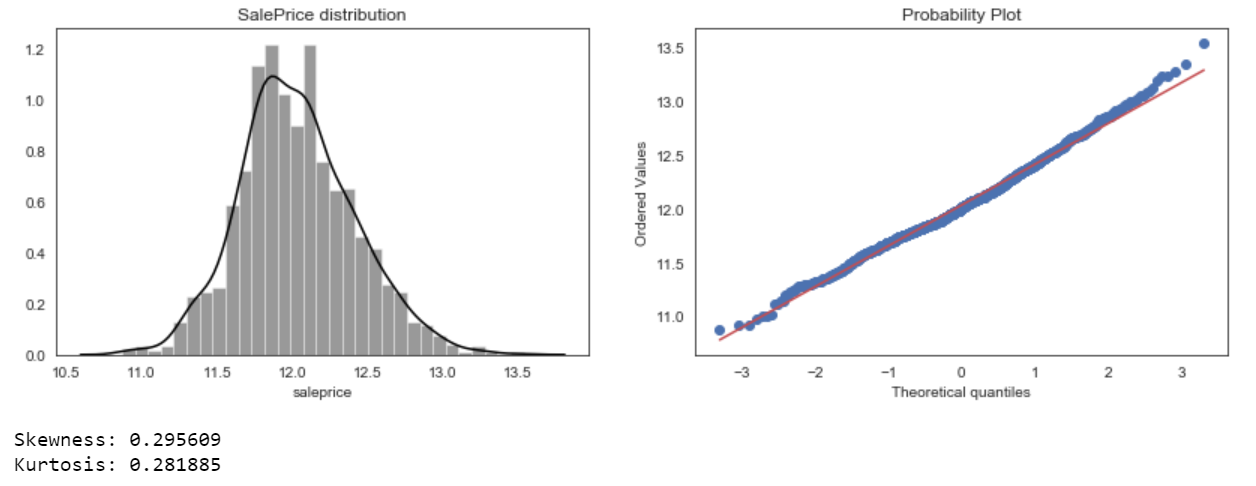 SalePrice distribution
1.2
1.0
0.8
0.6
0.4
0.2
0.0
10.5 11.0 11.5 12.0 12.5 13.0 13.5
saleprice
Probability Plot
Ordered Values
13.5
13.0
12.5
12.0
11.5
11.0
−3 −2 −1 0 1 2 3
Theoretical quantiles
Skewness: 0.295609
Kurtosis: 0.281885